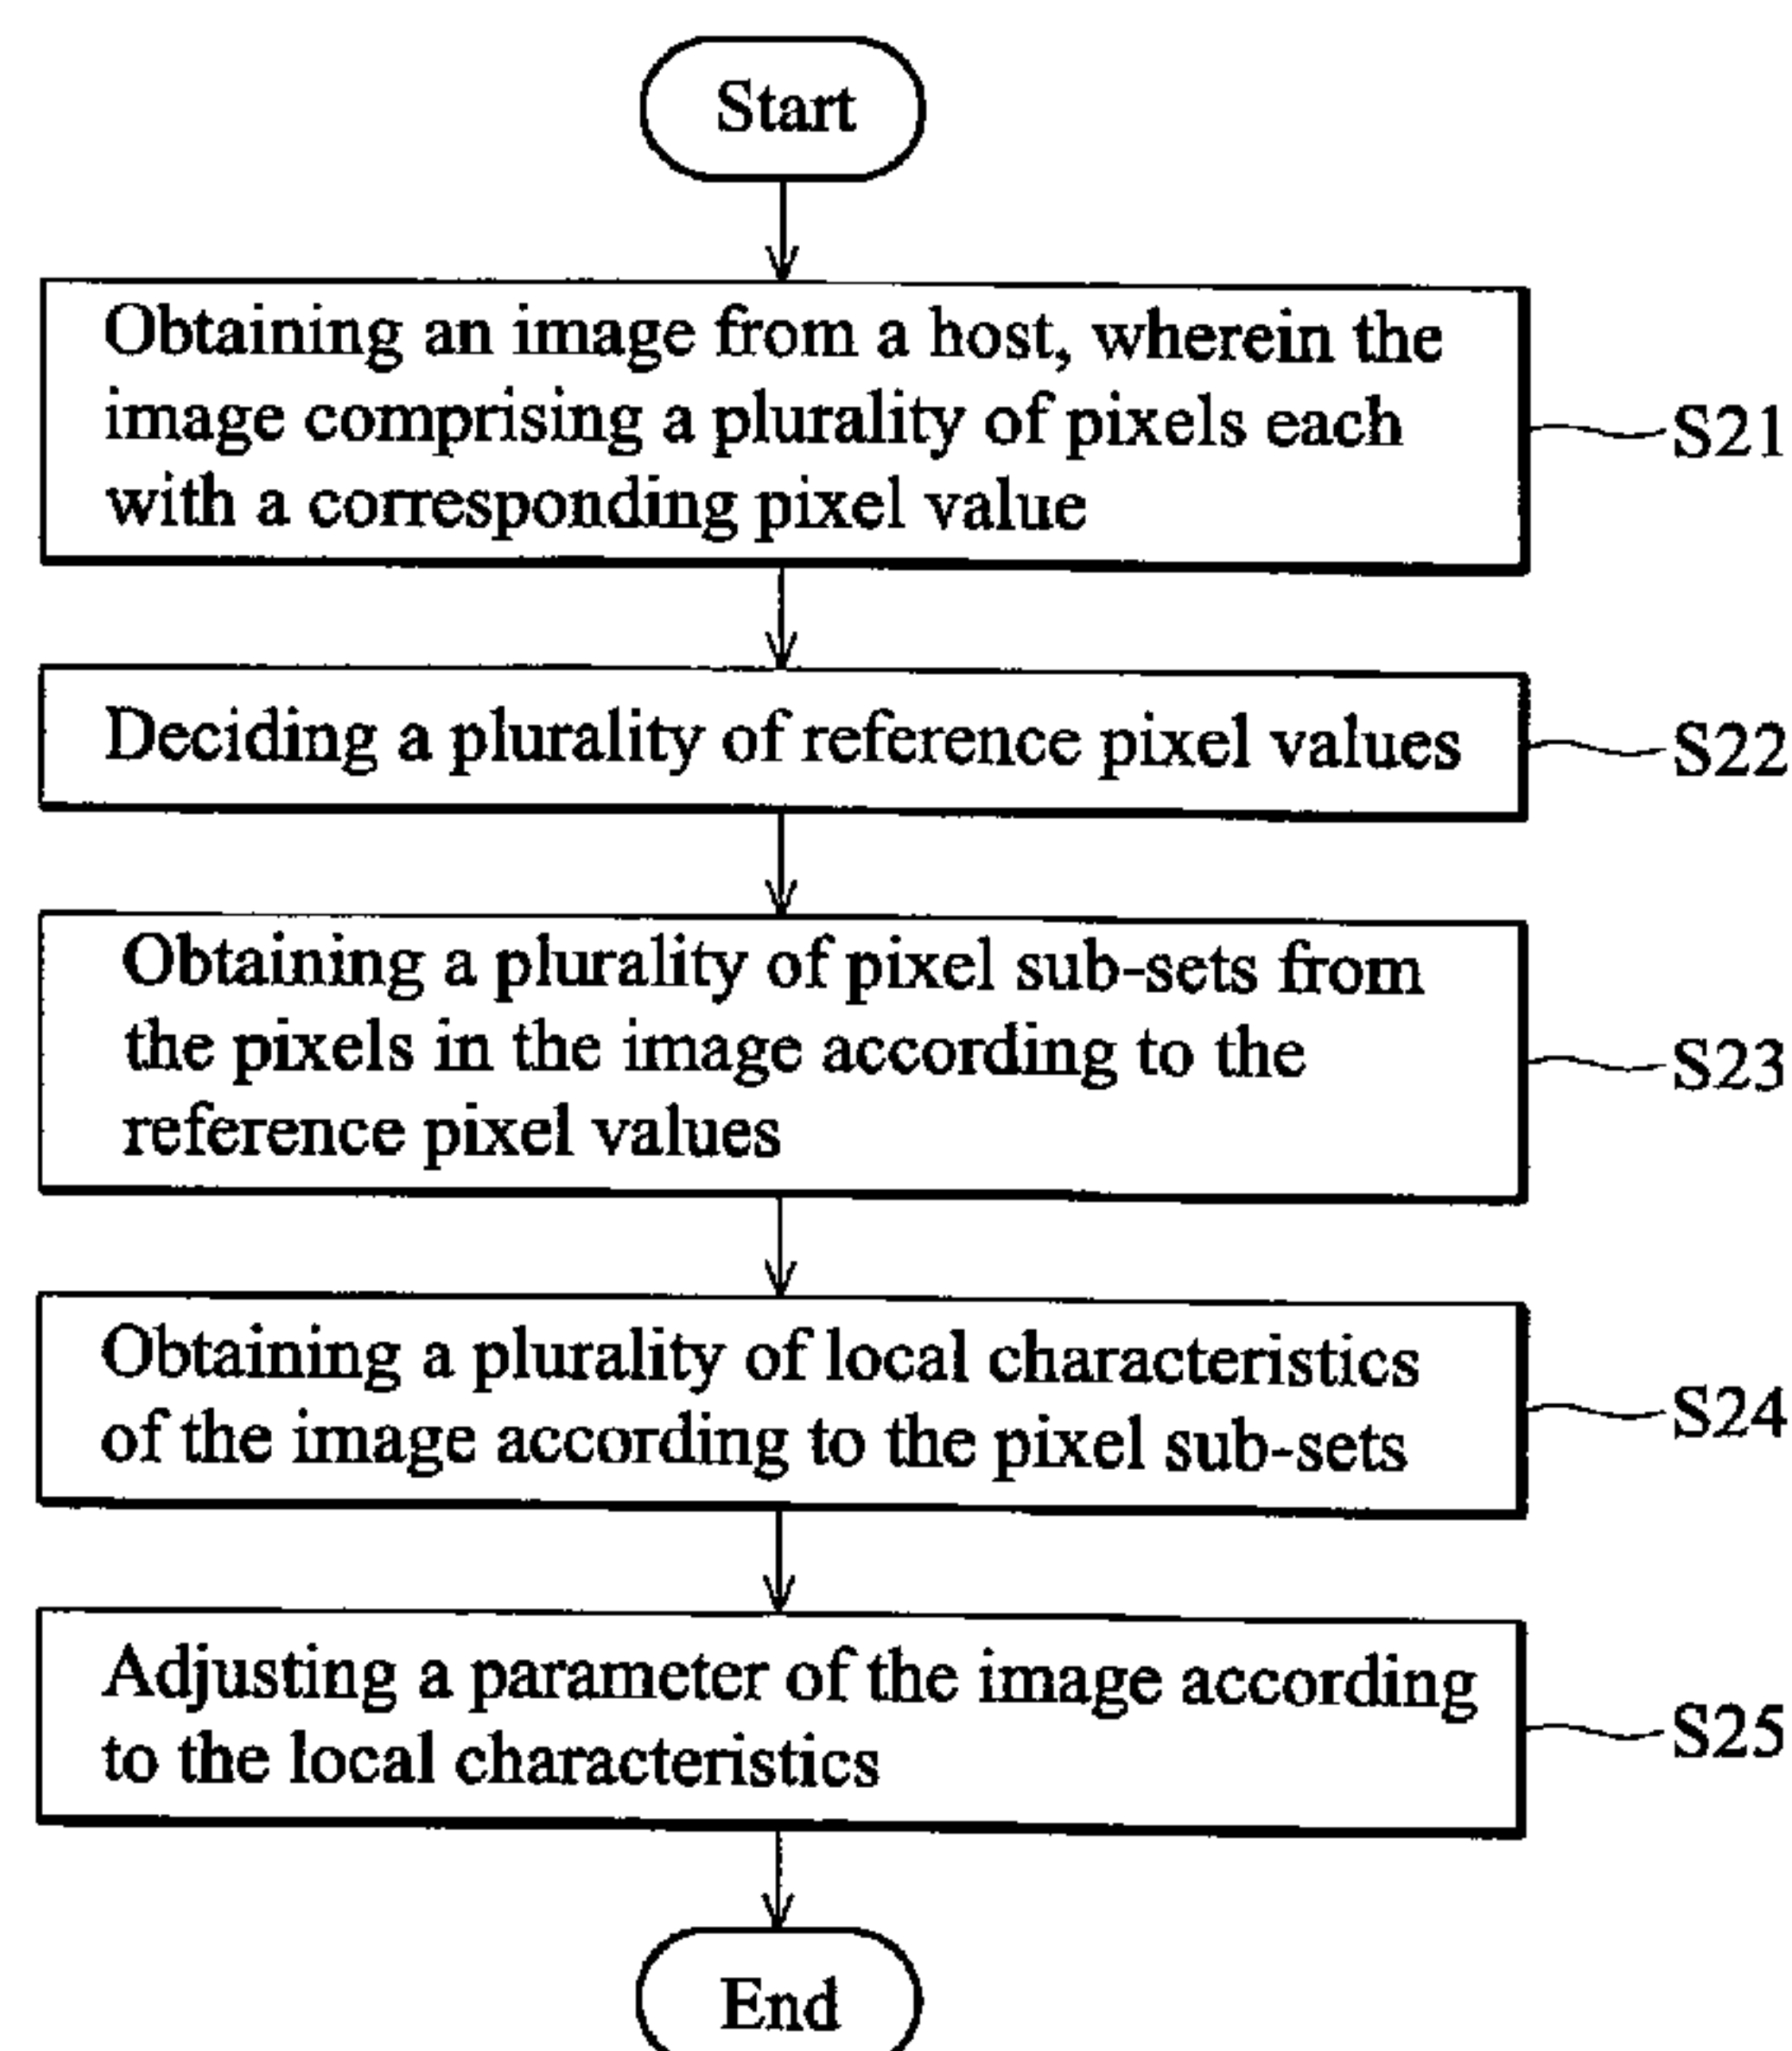 Start
Obtaining an image from a host, wherein the
image comprising a plurality of pixels each
with a corresponding pixel value
S21
Deciding a plurality of reference pixel values
S22
Obtaining a plurality of pixel sub-sets from
the pixels in the image according to the
reference pixel values
S23
Obtaining a plurality of local characteristics
of the image according to the pixel sub-sets
S24
Adjusting a parameter of the image according
to the local characteristics
S25
End